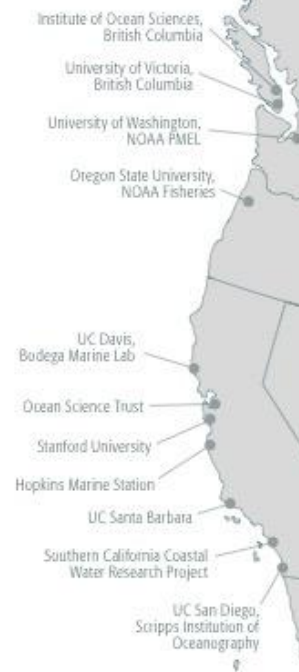 Institute of Ocean Sciences,
British Columbia
University of Victoria,
British Columbia
University of Washington,
NOAA PMEL
Oregon State University,
NOAA Fisheries
UC Davis,
Bodega Marine Lab
Ocean Science Trust
Stanford University
Hopkins Marine Station
UC Santa Barbara
Southern California Coastal
Water Research Project
UC San Diego,
Scripps Institution of
Oceanography